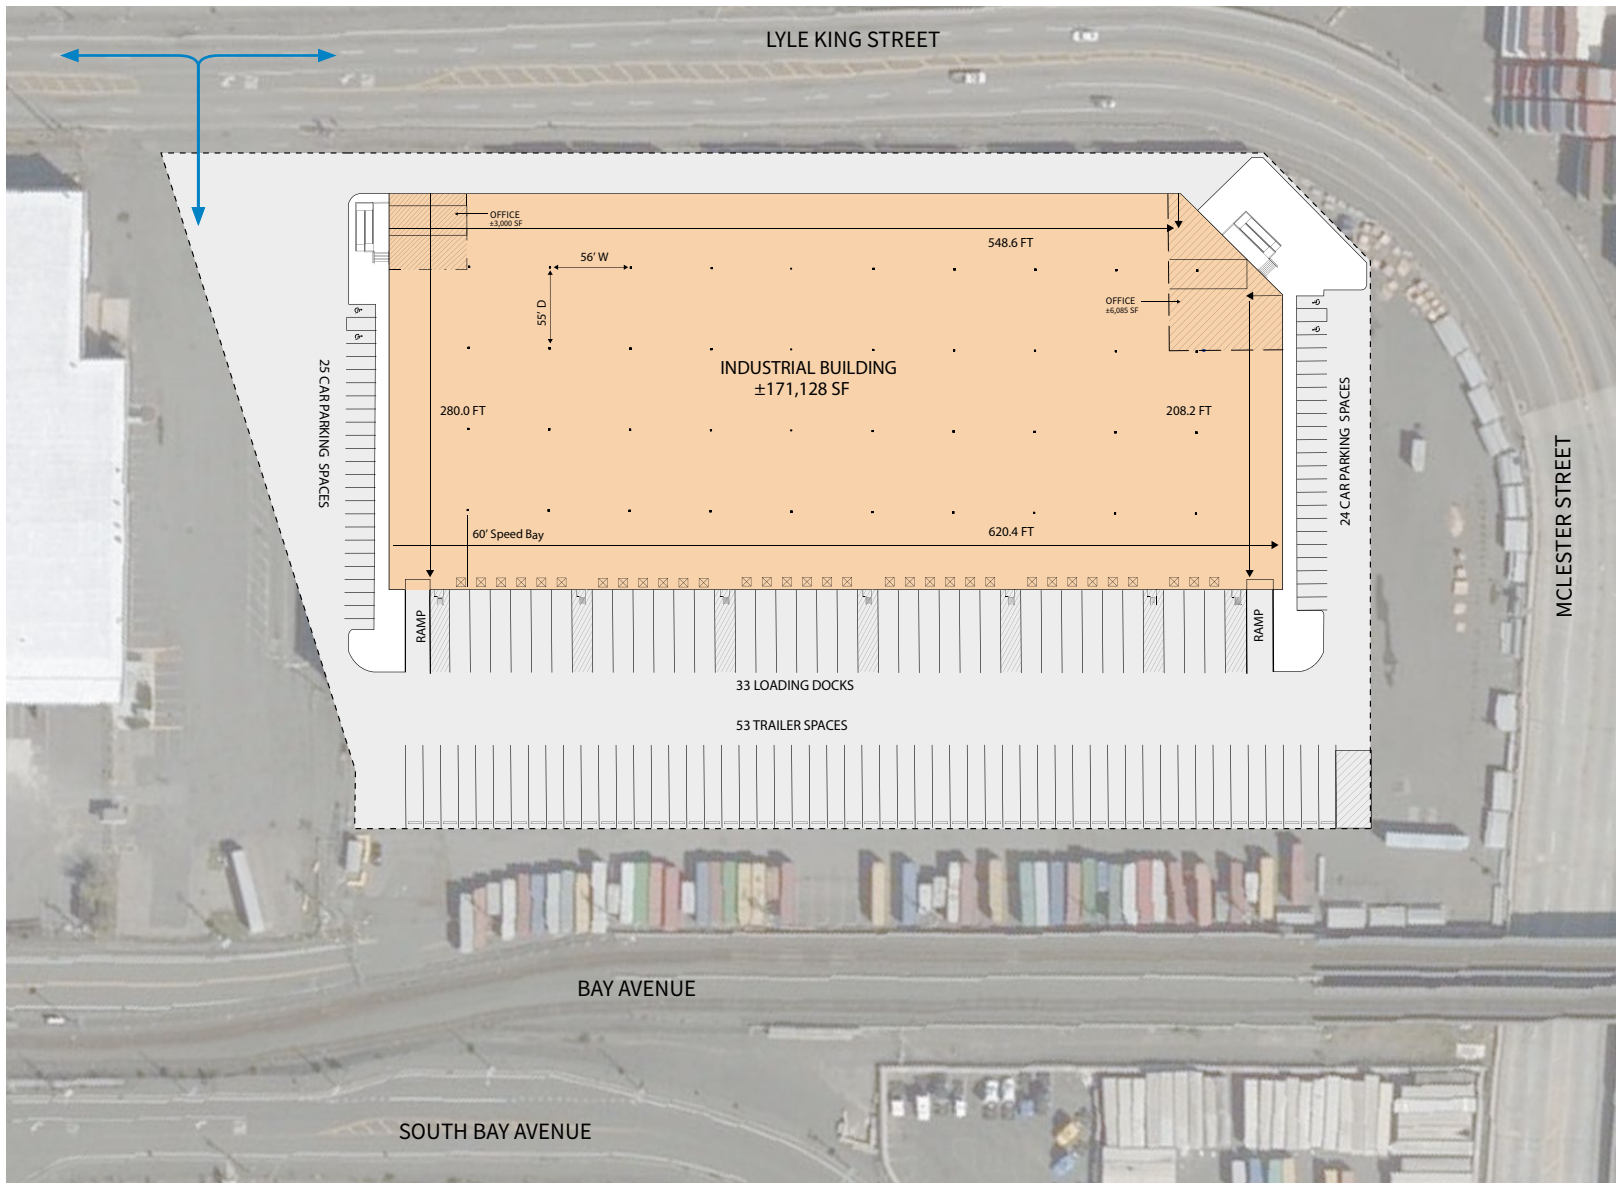 LYLE KING STREET
OFFICE
±3,000 SF
548.6 FT
56' W
55' D
OFFICE
±6,085 SF
INDUSTRIAL BUILDING
±171,128 SF
25 CAR PARKING SPACES
280.0 FT
208.2 FT
24 CAR PARKING SPACES
MCLESTER STREET
60' Speed Bay
620.4 FT
RAMP
RAMP
33 LOADING DOCKS
53 TRAILER SPACES
BAY AVENUE
SOUTH BAY AVENUE